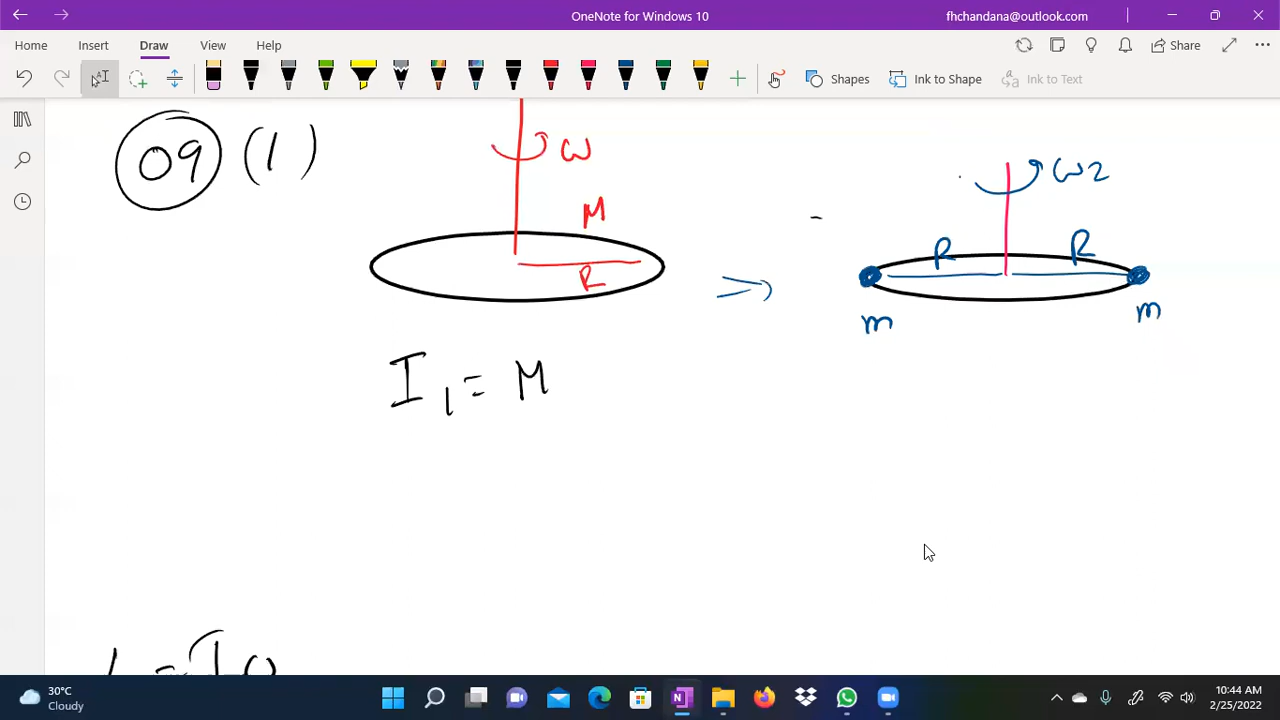 OneNote for Windows 10
fhchandana@outlook.com
Home Insert Draw View Help
Share
Shapes
Ink to Shape
Ink to Text
09 (1)
ω
M
R
=>
ω2
R R
m m
I1 = M
L = Iω
30°C
Cloudy
10:44 AM
2/25/2022